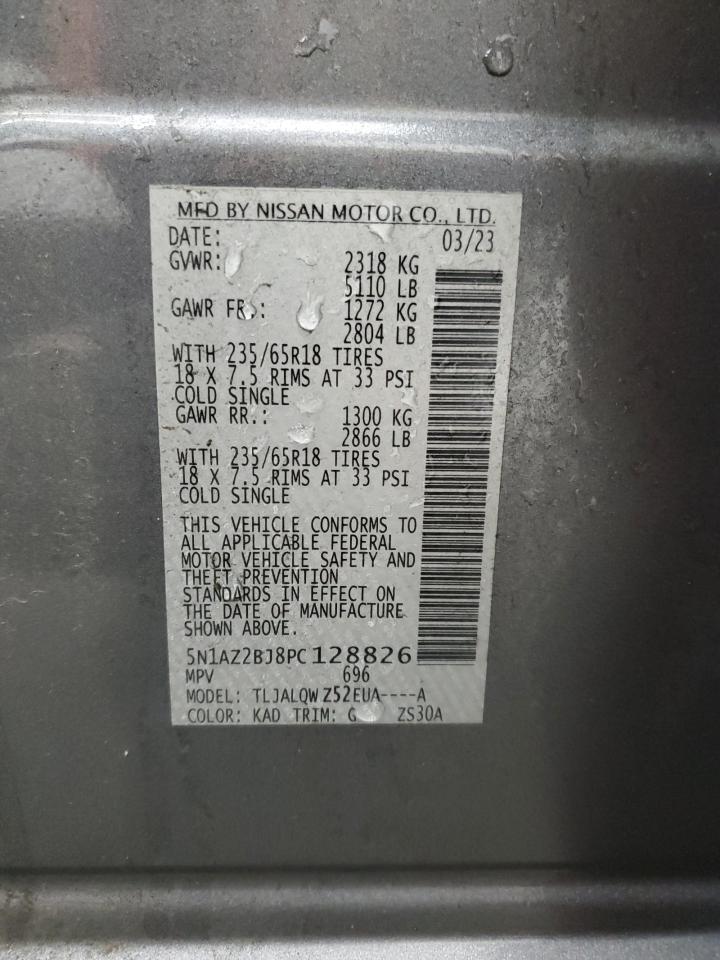 MFD BY NISSAN MOTOR CO., LTD.
DATE: 03/23
GVWR: 2318 KG
5110 LB
GAWR FR : 1272 KG
2804 LB
WITH 235/65R18 TIRES
18 X 7.5 RIMS AT 33 PSI
COLD SINGLE
GAWR RR.: 1300 KG
2866 LB
WITH 235/65R18 TIRES
18 X 7.5 RIMS AT 33 PSI
COLD SINGLE
THIS VEHICLE CONFORMS TO
ALL APPLICABLE FEDERAL
MOTOR VEHICLE SAFETY AND
THEFT PREVENTION
STANDARDS IN EFFECT ON
THE DATE OF MANUFACTURE
SHOWN ABOVE.
5N1AZ2BJ8PC128826
MPV 696
MODEL: TLJALQW Z52EUA----A
COLOR: KAD TRIM: G ZS30A